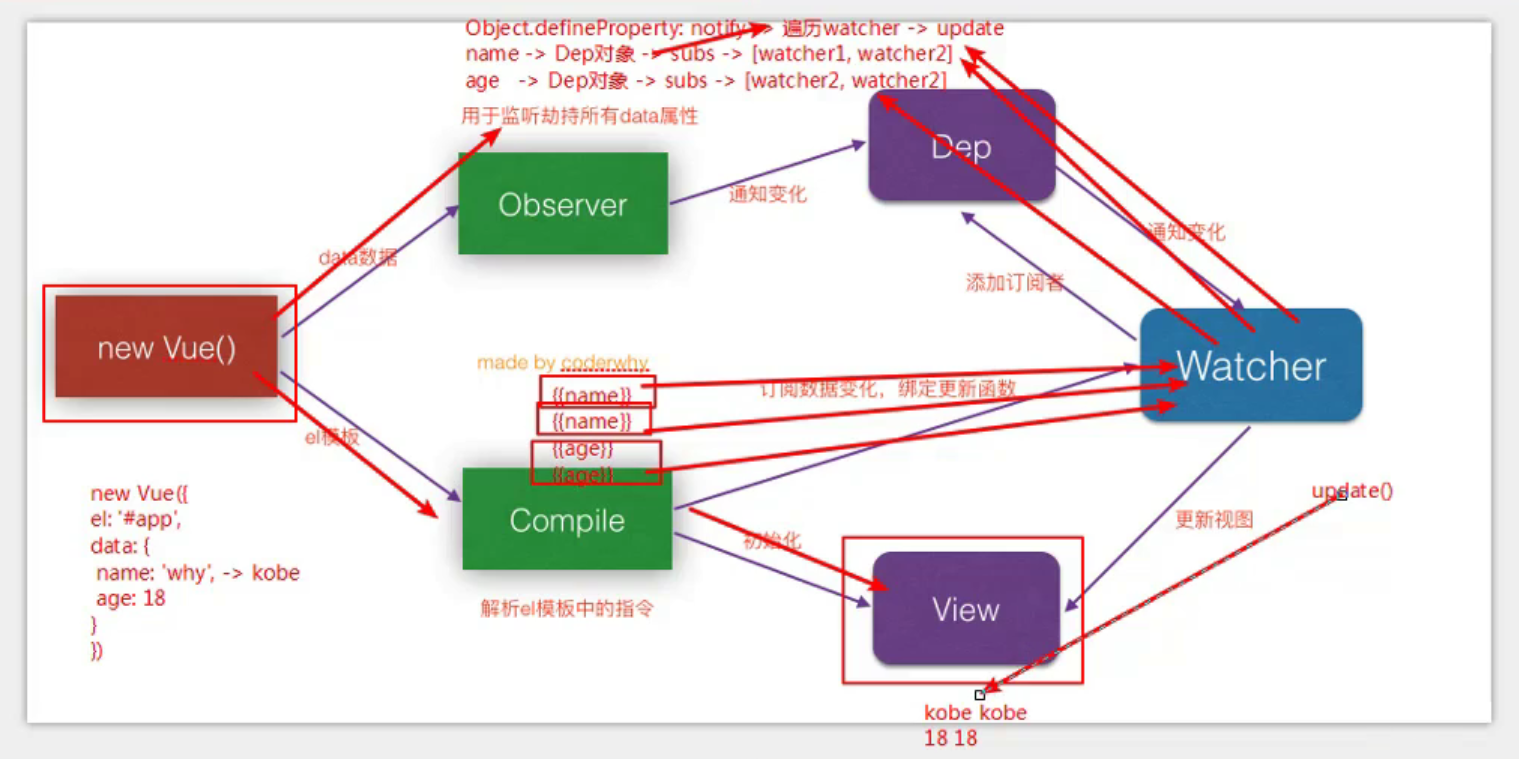 Object.defineProperty: notify -> 遍历watcher -> update
name -> Dep对象 -> subs -> [watcher1, watcher2]
age -> Dep对象 -> subs -> [watcher2, watcher2]
用于监听劫持所有data属性
Dep
Observer
通知变化
通知变化
data数据
添加订阅者
new Vue()
made by coderwhy
Watcher
{{name}}
订阅数据变化，绑定更新函数
{{name}}
el模板
{{age}}
{{age}}
new Vue({
el: '#app',
data: {
name: 'why', -> kobe
age: 18
}
})
Compile
update()
更新视图
初始化
解析el模板中的指令
View
kobe kobe
18 18